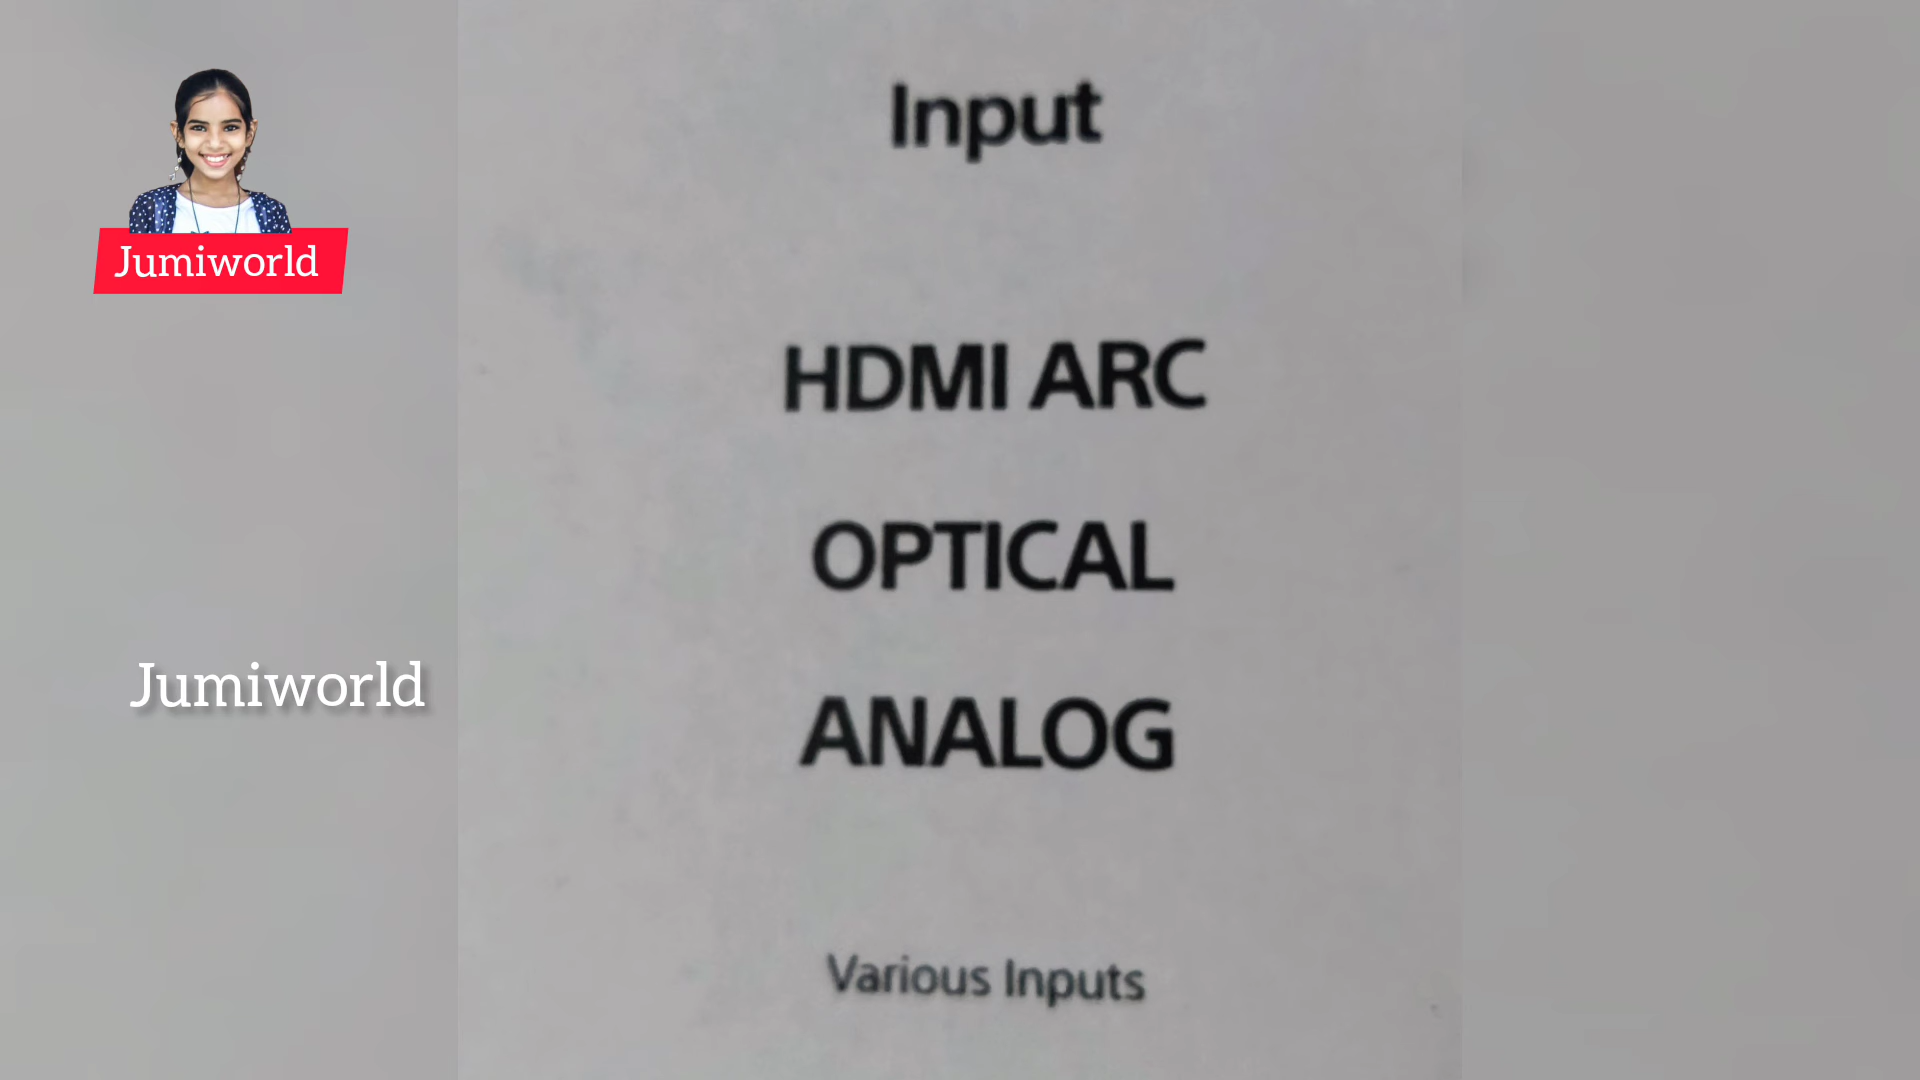 Input
Jumiworld
HDMI ARC
OPTICAL
Jumiworld
ANALOG
Various Inputs